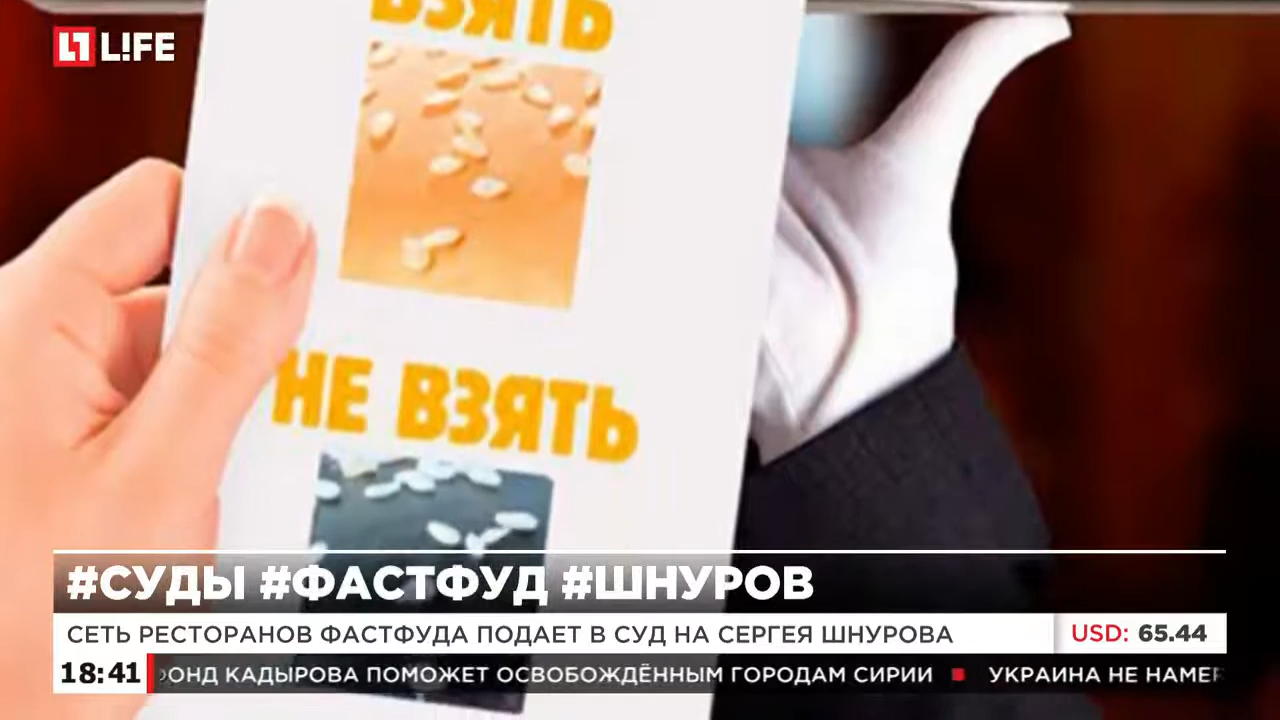 L!FE
ВЗЯТЬ
НЕ ВЗЯТЬ
#СУДЫ #ФАСТФУД #ШНУРОВ
СЕТЬ РЕСТОРАНОВ ФАСТФУДА ПОДАЕТ В СУД НА СЕРГЕЯ ШНУРОВА
USD: 65.44
18:41
ФОНД КАДЫРОВА ПОМОЖЕТ ОСВОБОЖДЁННЫМ ГОРОДАМ СИРИИ ■ УКРАИНА НЕ